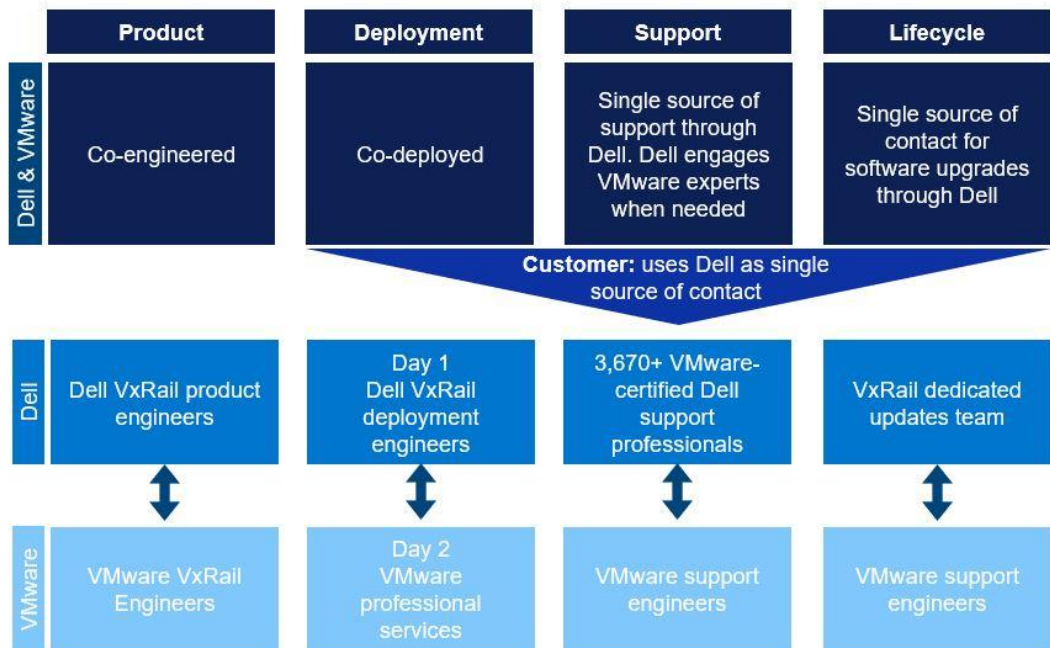 Product
Deployment
Support
Lifecycle
Dell & VMware
Co-engineered
Co-deployed
Single source of
support through
Dell. Dell engages
VMware experts
when needed
Single source of
contact for
software upgrades
through Dell
Customer: uses Dell as single
source of contact
Dell
Dell VxRail product
engineers
Day 1
Dell VxRail
deployment
engineers
3,670+ VMware-
certified Dell
support
professionals
VxRail dedicated
updates team
VMware
VMware VxRail
Engineers
Day 2
VMware
professional
services
VMware support
engineers
VMware support
engineers